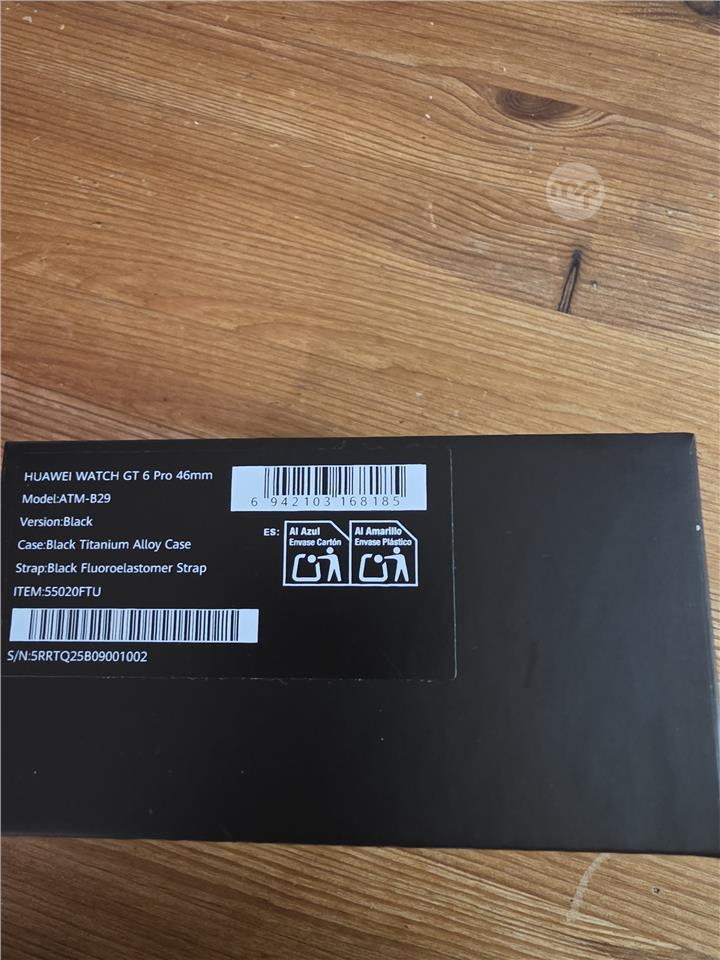 HUAWEI WATCH GT 6 Pro 46mm
Model:ATM-B29
Version:Black
Case:Black Titanium Alloy Case
Strap:Black Fluoroelastomer Strap
ITEM:55020FTU
S/N:5RRTQ25B09001002
6 942103 168185
ES:
Al Azul
Envase Cartón
Al Amarillo
Envase Plástico